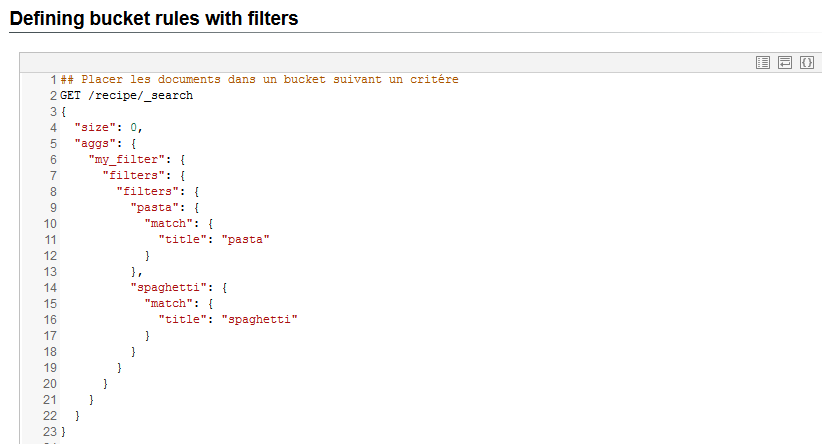 Defining bucket rules with filters
1 ## Placer les documents dans un bucket suivant un critére
2 GET /recipe/_search
3 {
4   "size": 0,
5   "aggs": {
6     "my_filter": {
7       "filters": {
8         "filters": {
9           "pasta": {
10             "match": {
11               "title": "pasta"
12             }
13           },
14           "spaghetti": {
15             "match": {
16               "title": "spaghetti"
17             }
18           }
19         }
20       }
21     }
22   }
23 }